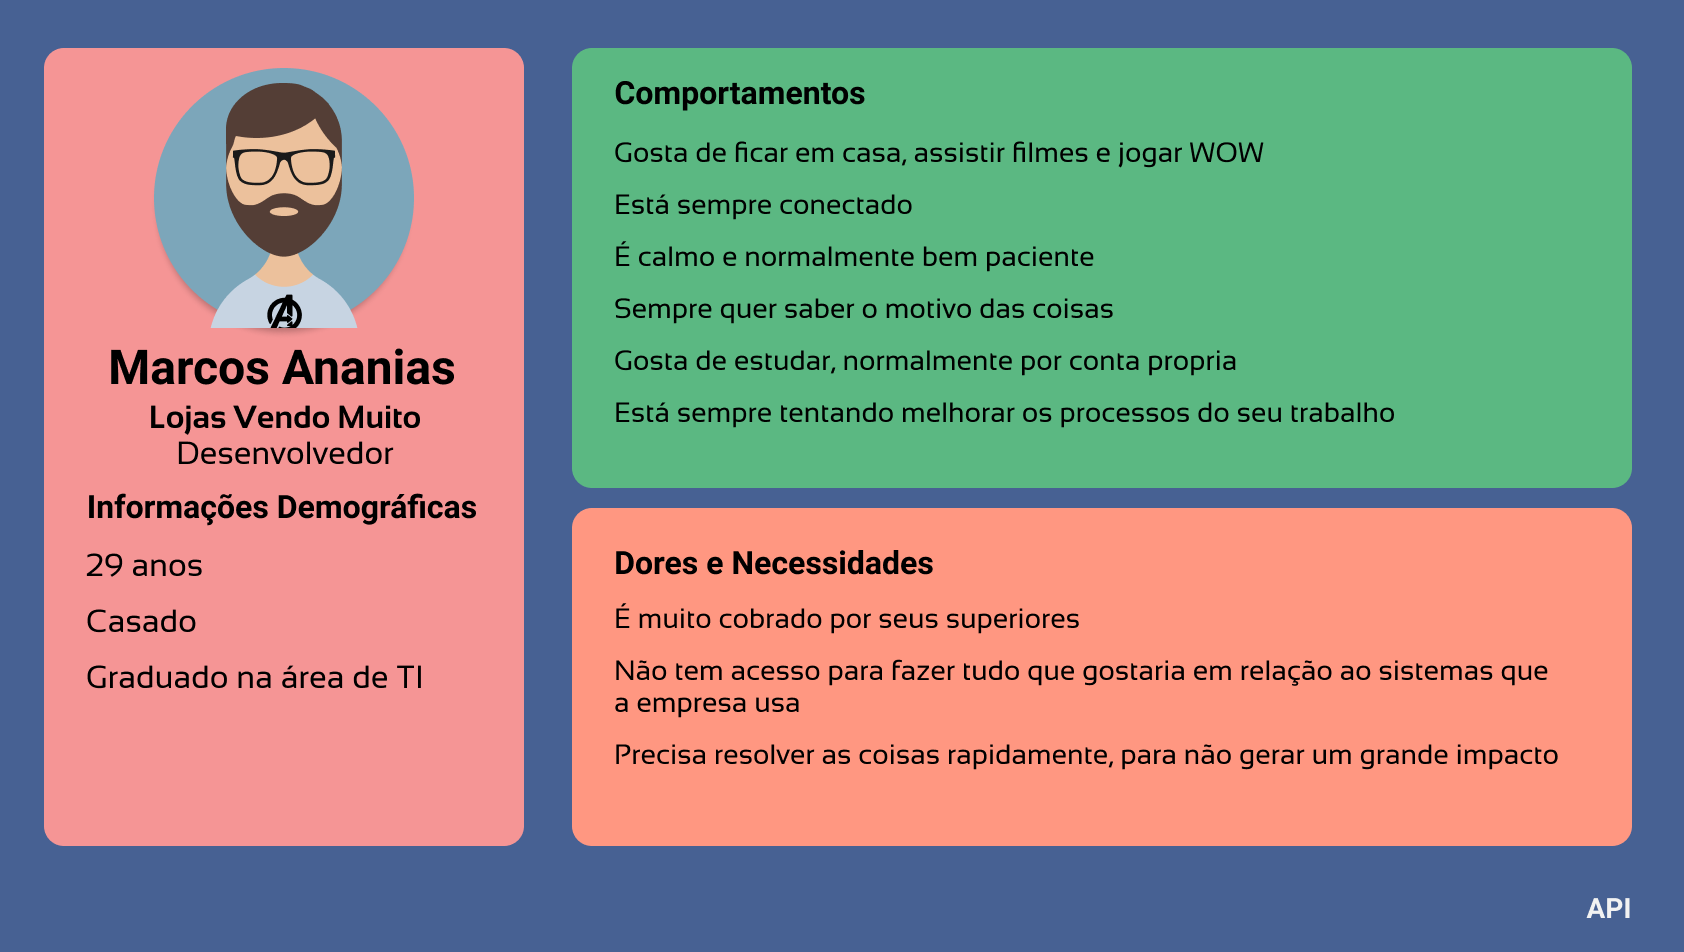 Marcos Ananias
Lojas Vendo Muito
Desenvolvedor
Informações Demográficas
29 anos
Casado
Graduado na área de TI
Comportamentos
Gosta de ficar em casa, assistir filmes e jogar WOW
Está sempre conectado
É calmo e normalmente bem paciente
Sempre quer saber o motivo das coisas
Gosta de estudar, normalmente por conta propria
Está sempre tentando melhorar os processos do seu trabalho
Dores e Necessidades
É muito cobrado por seus superiores
Não tem acesso para fazer tudo que gostaria em relação ao sistemas que
a empresa usa
Precisa resolver as coisas rapidamente, para não gerar um grande impacto
API